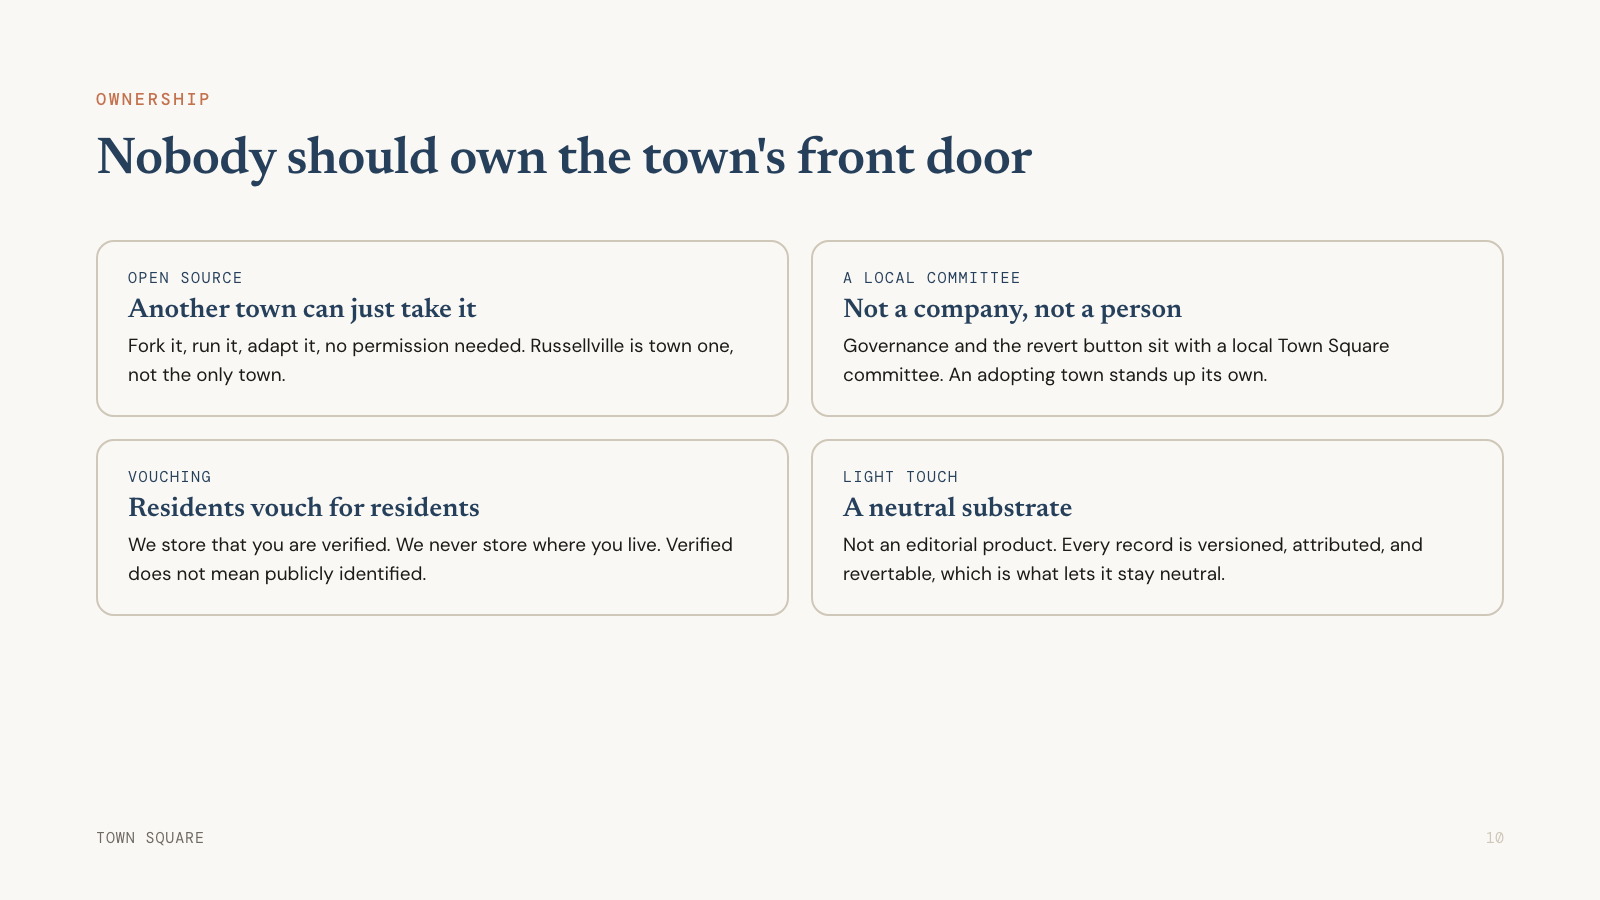 OWNERSHIP
Nobody should own the town's front door
OPEN SOURCE
Another town can just take it
Fork it, run it, adapt it, no permission needed. Russellville is town one,
not the only town.
A LOCAL COMMITTEE
Not a company, not a person
Governance and the revert button sit with a local Town Square
committee. An adopting town stands up its own.
VOUCHING
Residents vouch for residents
We store that you are verified. We never store where you live. Verified
does not mean publicly identified.
LIGHT TOUCH
A neutral substrate
Not an editorial product. Every record is versioned, attributed, and
revertable, which is what lets it stay neutral.
TOWN SQUARE
10